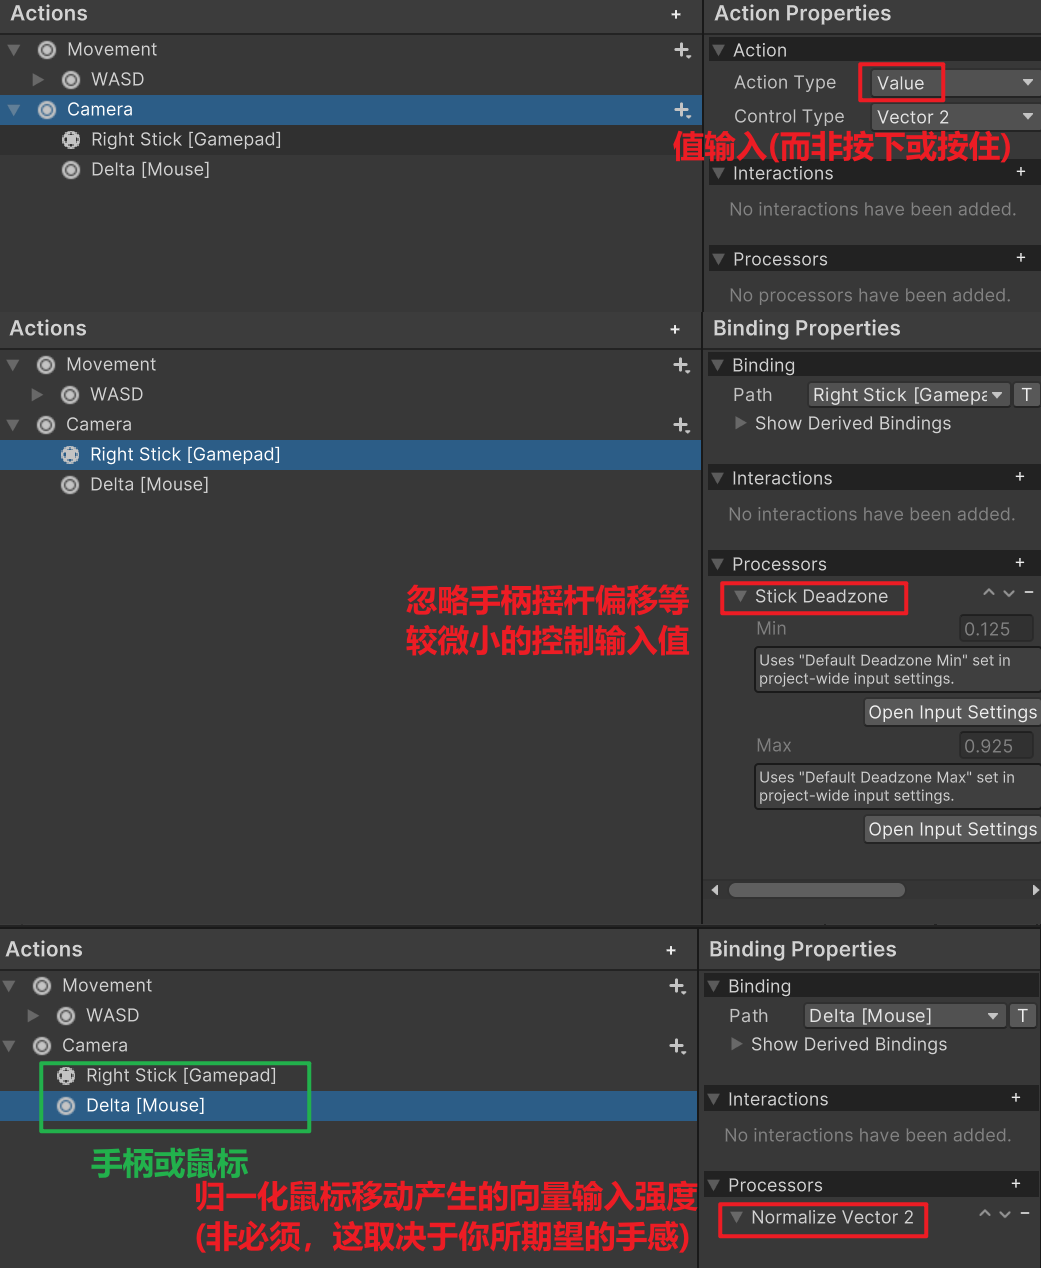 Actions
+
Action Properties
Movement
WASD
Camera
Right Stick [Gamepad]
Delta [Mouse]
Action
Action Type
Value
Control Type
Vector 2
值输入(而非按下或按住)
Interactions
+
No interactions have been added.
Processors
+
No processors have been added.
Actions
+
Binding Properties
Movement
WASD
Camera
Right Stick [Gamepad]
Delta [Mouse]
Binding
Path
Right Stick [Gamepa
T
Show Derived Bindings
Interactions
+
No interactions have been added.
Processors
+
Stick Deadzone
忽略手柄摇杆偏移等
较微小的控制输入值
Min
0.125
Uses "Default Deadzone Min" set in
project-wide input settings.
Open Input Settings
Max
0.925
Uses "Default Deadzone Max" set in
project-wide input settings.
Open Input Settings
Actions
+
Binding Properties
Movement
WASD
Camera
Right Stick [Gamepad]
Delta [Mouse]
手柄或鼠标
归一化鼠标移动产生的向量输入强度
(非必须，这取决于你所期望的手感)
Binding
Path
Delta [Mouse]
T
Show Derived Bindings
Interactions
+
No interactions have been added.
Processors
+
Normalize Vector 2